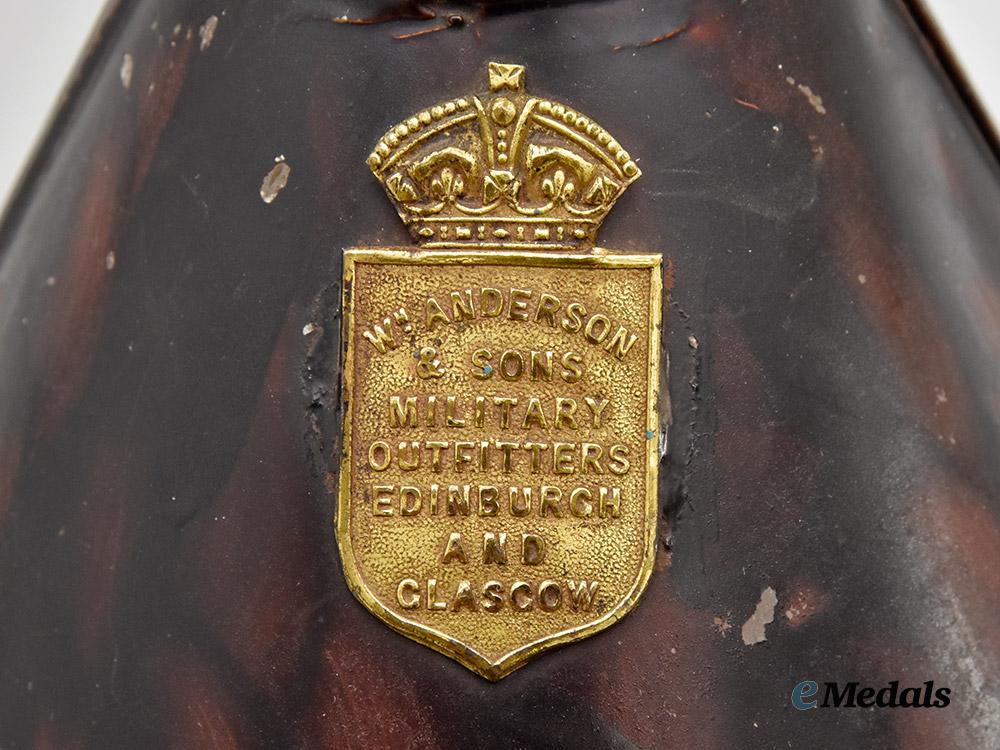 Wᴹ ANDERSON
& SONS
MILITARY
OUTFITTERS
EDINBURGH
AND
GLASGOW
eMedals